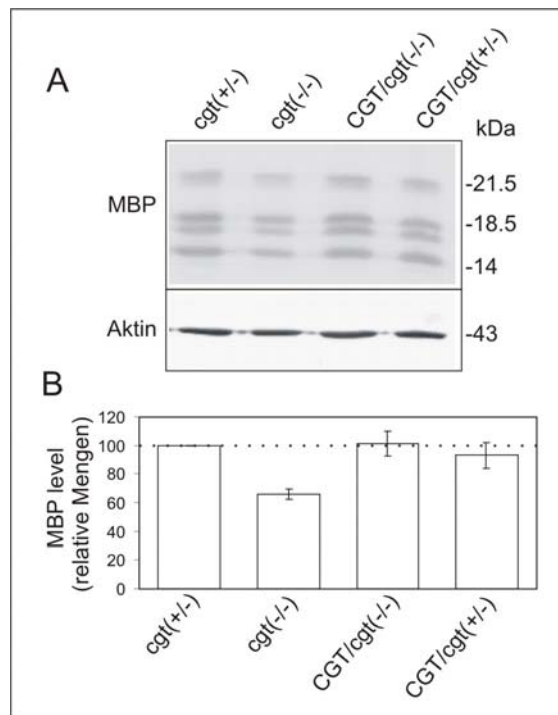 A
cgt(+/-)
cgt(-/-)
CGT/cgt(-/-)
CGT/cgt(+/-)
kDa
MBP
-21.5
-18.5
-14
Aktin
-43
B
MBP level
(relative Mengen)
120
100
80
60
40
20
0
cgt(+/-)
cgt(-/-)
CGT/cgt(-/-)
CGT/cgt(+/-)